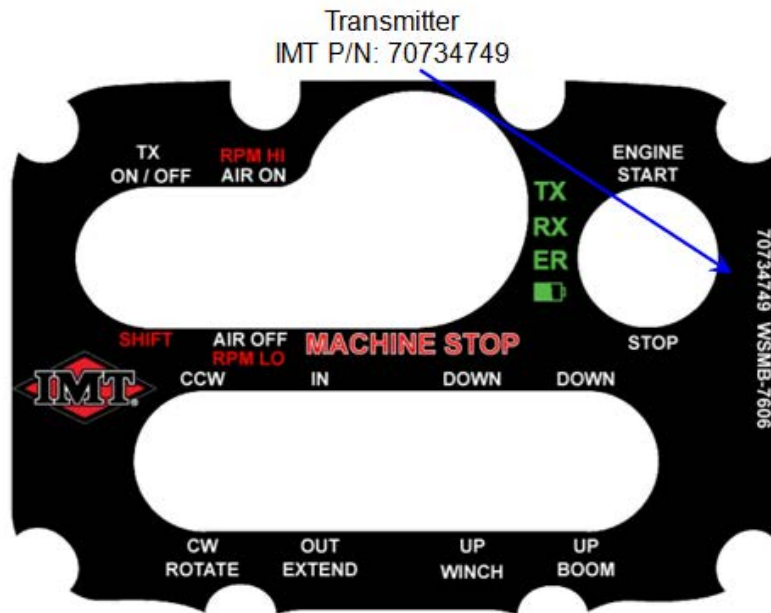 Transmitter
IMT P/N: 70734749
TX
ON / OFF
RPM HI
AIR ON
ENGINE
START
TX
RX
ER
SHIFT
AIR OFF
RPM LO
MACHINE STOP
STOP
70734749 WSMB-7606
IMT®
CCW
IN
DOWN
DOWN
CW
ROTATE
OUT
EXTEND
UP
WINCH
UP
BOOM